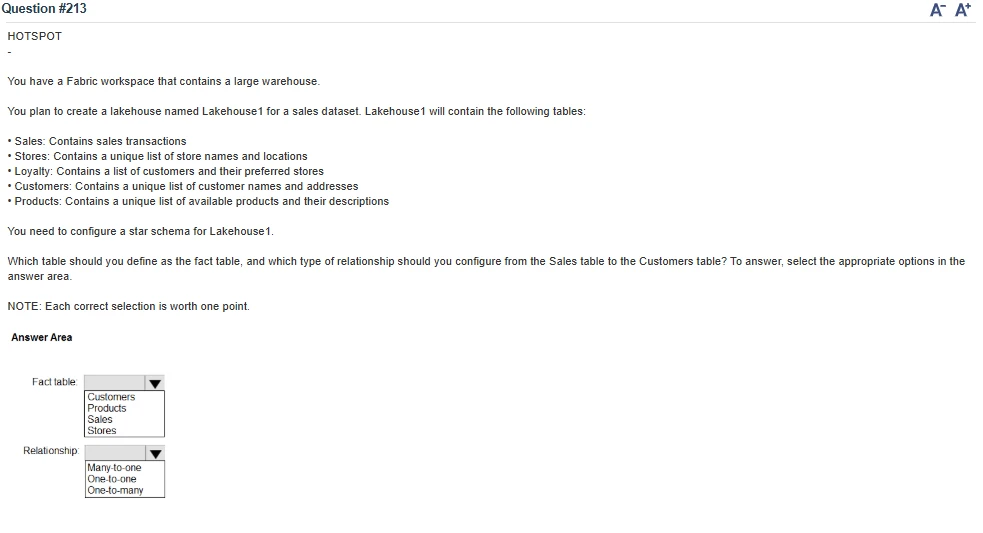 Question #213
A- A+
HOTSPOT
-
You have a Fabric workspace that contains a large warehouse.
You plan to create a lakehouse named Lakehouse1 for a sales dataset. Lakehouse1 will contain the following tables:
• Sales: Contains sales transactions
• Stores: Contains a unique list of store names and locations
• Loyalty: Contains a list of customers and their preferred stores
• Customers: Contains a unique list of customer names and addresses
• Products: Contains a unique list of available products and their descriptions
You need to configure a star schema for Lakehouse1.
Which table should you define as the fact table, and which type of relationship should you configure from the Sales table to the Customers table? To answer, select the appropriate options in the
answer area.
NOTE: Each correct selection is worth one point.
Answer Area
Fact table:
Customers
Products
Sales
Stores
Relationship:
Many-to-one
One-to-one
One-to-many